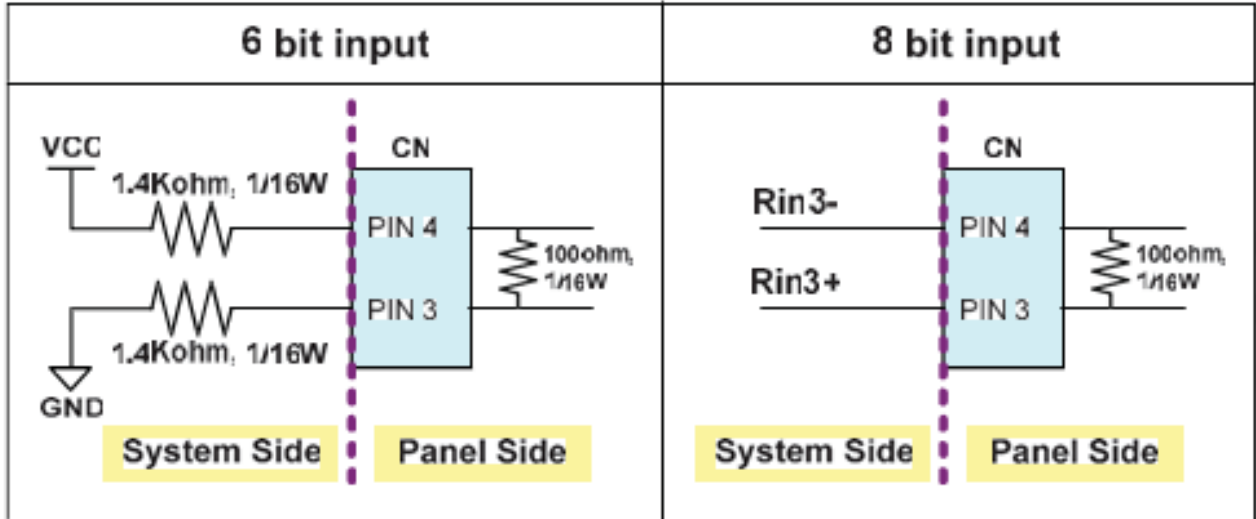 6 bit input
8 bit input
VCC
1.4Kohm, 1/16W
CN
PIN 4
100ohm,
1/16W
PIN 3
1.4Kohm, 1/16W
GND
System Side
Panel Side
CN
Rin3-
PIN 4
100ohm,
1/16W
Rin3+
PIN 3
System Side
Panel Side